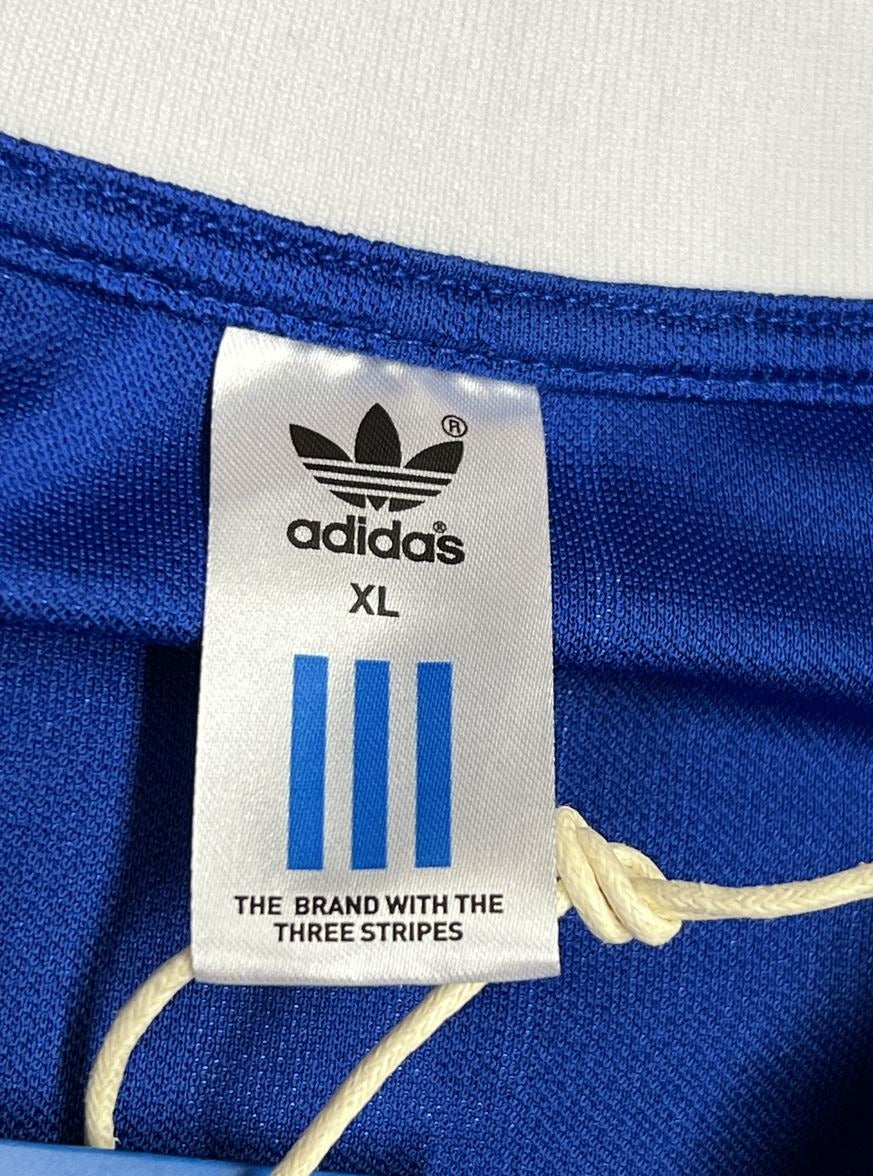 ®
adidas®
XL
THE BRAND WITH THE
THREE STRIPES